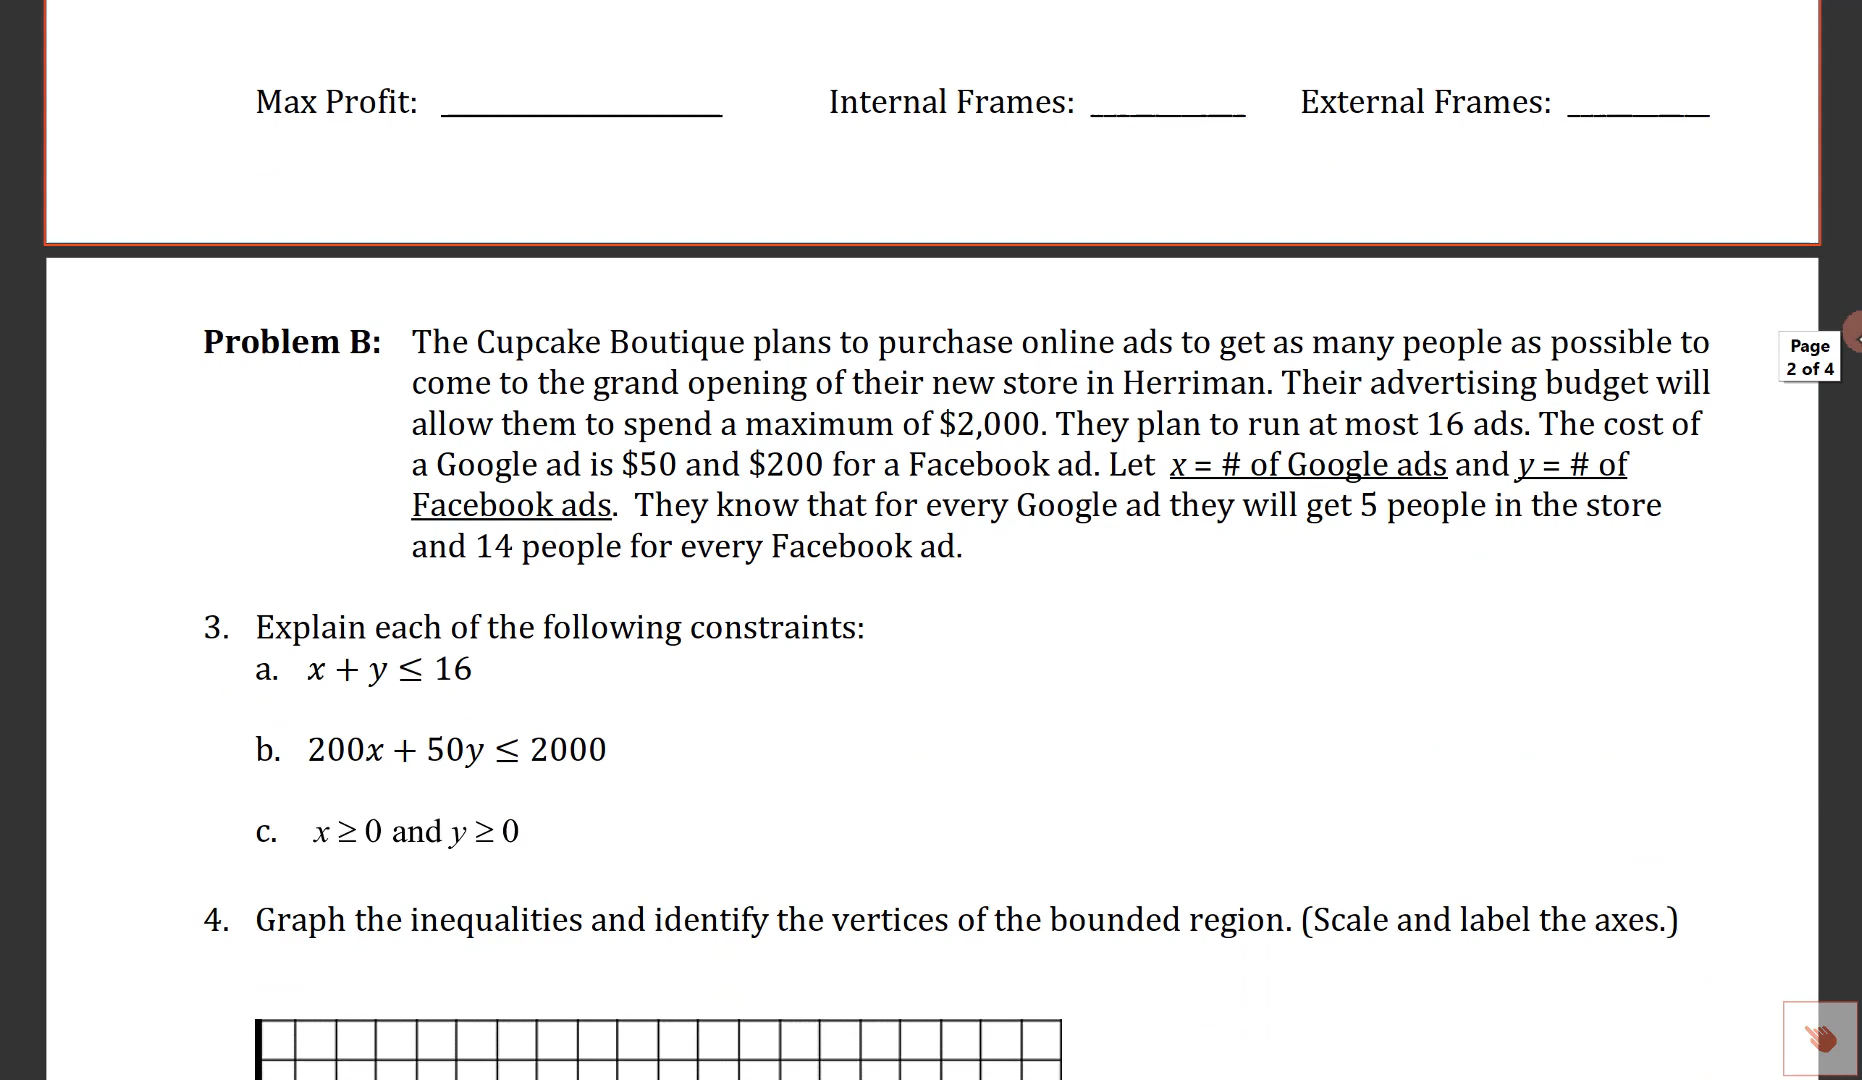 Max Profit: ________________ Internal Frames: _________ External Frames: ________
Problem B: The Cupcake Boutique plans to purchase online ads to get as many people as possible to
come to the grand opening of their new store in Herriman. Their advertising budget will
allow them to spend a maximum of $2,000. They plan to run at most 16 ads. The cost of
a Google ad is $50 and $200 for a Facebook ad. Let x = # of Google ads and y = # of
Facebook ads. They know that for every Google ad they will get 5 people in the store
and 14 people for every Facebook ad.
Page
2 of 4
3. Explain each of the following constraints:
a. x + y ≤ 16
b. 200x + 50y ≤ 2000
c. x ≥ 0 and y ≥ 0
4. Graph the inequalities and identify the vertices of the bounded region. (Scale and label the axes.)